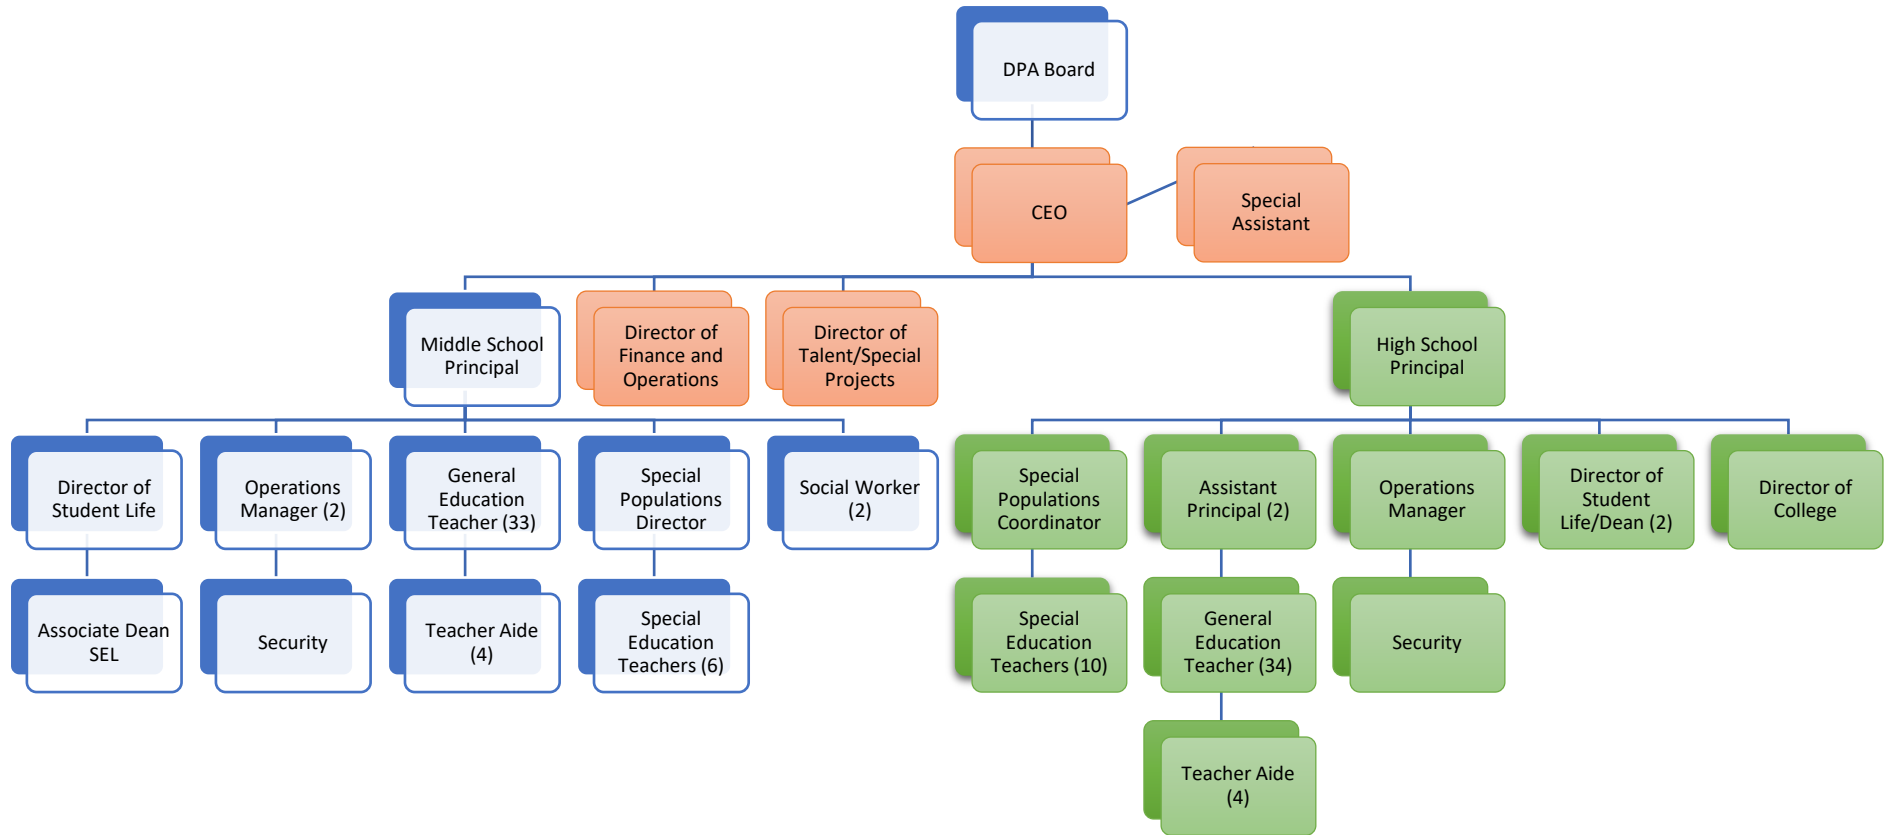 DPA Board
CEO
Special
Assistant
Middle School
Principal
Director of
Finance and
Operations
Director of
Talent/Special
Projects
High School
Principal
Director of
Student Life
Operations
Manager (2)
General
Education
Teacher (33)
Special
Populations
Director
Social Worker
(2)
Special
Populations
Coordinator
Assistant
Principal (2)
Operations
Manager
Director of
Student
Life/Dean (2)
Director of
College
Associate Dean
SEL
Security
Teacher Aide
(4)
Special
Education
Teachers (6)
Special
Education
Teachers (10)
General
Education
Teacher (34)
Security
Teacher Aide
(4)